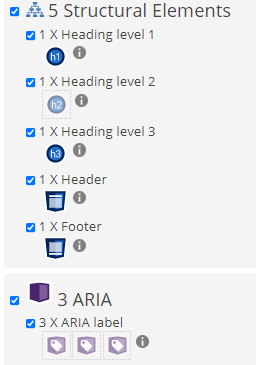 5 Structural Elements
1 X Heading level 1
h1
1 X Heading level 2
h2
1 X Heading level 3
h3
1 X Header
1 X Footer
3 ARIA
3 X ARIA label